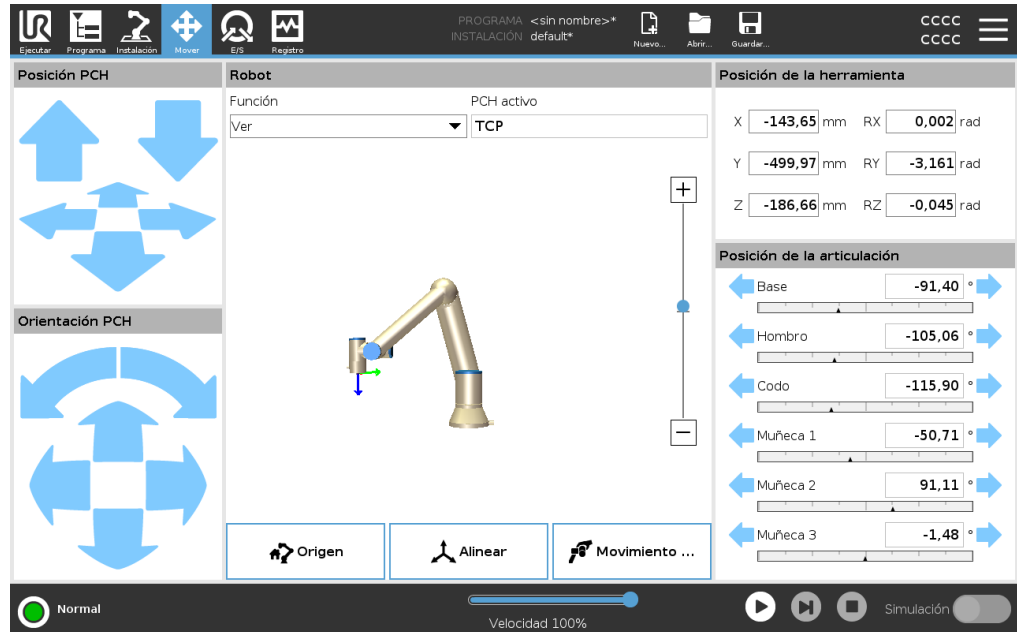 UR
PROGRAMA <sin nombre>*
INSTALACIÓN default*
CCCC
CCCC
Ejecutar Programa Instalación Mover E/S Registro Nuevo... Abrir... Guardar...
Posición PCH
Robot
Posición de la herramienta
Función
PCH activo
Ver
TCP
X -143,65 mm RX 0,002 rad
Y -499,97 mm RY -3,161 rad
Z -186,66 mm RZ -0,045 rad
Posición de la articulación
Base -91,40 °
Hombro -105,06 °
Codo -115,90 °
Muñeca 1 -50,71 °
Muñeca 2 91,11 °
Muñeca 3 -1,48 °
Orientación PCH
Origen
Alinear
Movimiento ...
Normal
Velocidad 100%
Simulación